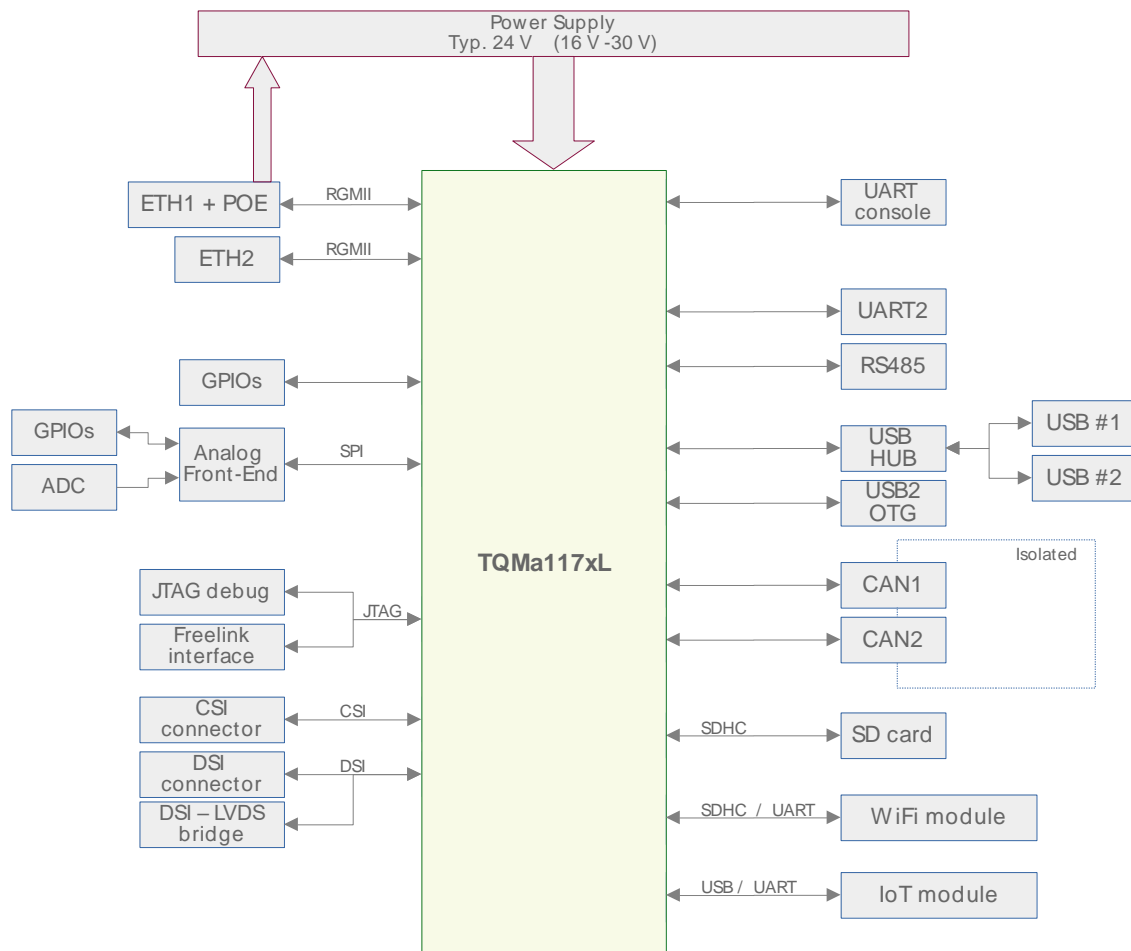 Power Supply
Typ. 24 V (16 V -30 V)
ETH1 + POE
RGMII
UART
console
ETH2
RGMII
UART2
RS485
GPIOs
GPIOs
ADC
Analog
Front-End
SPI
USB
HUB
USB #1
USB #2
USB2
OTG
TQMa117xL
Isolated
CAN1
CAN2
JTAG debug
Freelink
interface
JTAG
CSI
connector
CSI
DSI
connector
DSI
DSI – LVDS
bridge
SDHC
SD card
SDHC / UART
WiFi module
USB / UART
IoT module